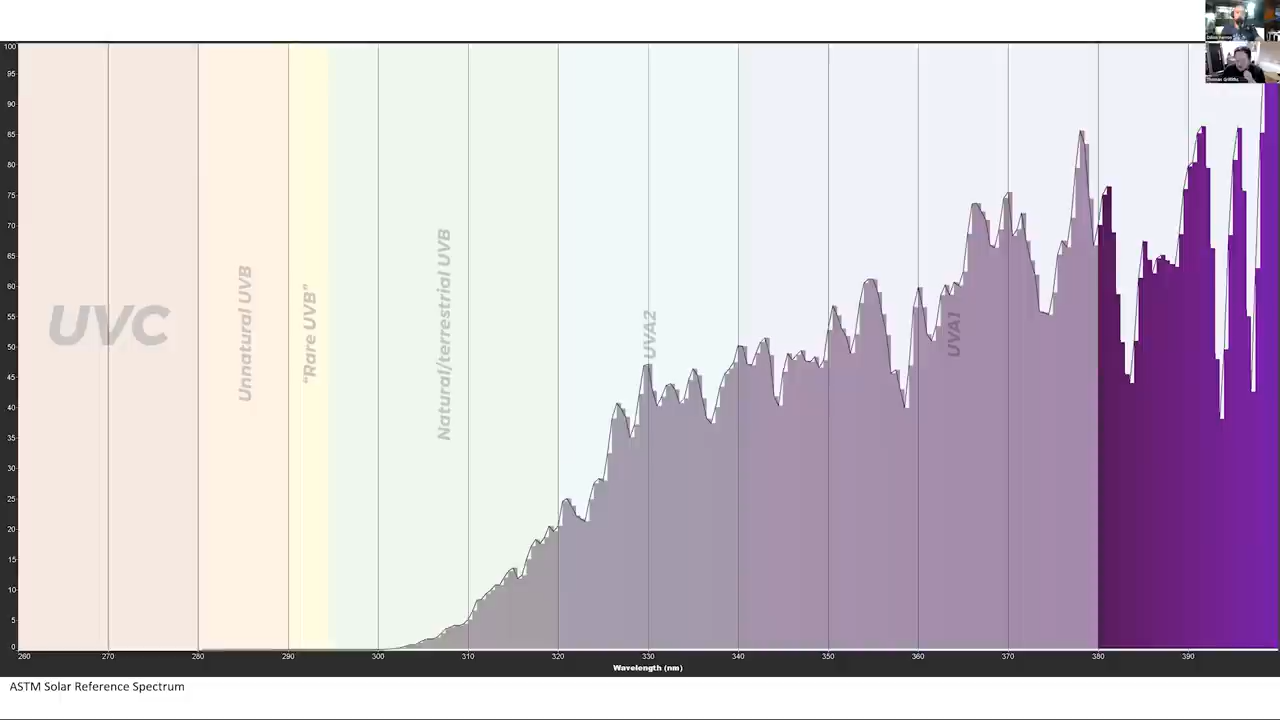 100
95
90
85
80
75
70
65
60
55
50
45
40
35
30
25
20
15
10
5
0
UVC
Unnatural UVB
"Rare UVB"
Natural/terrestrial UVB
UVA2
UVA1
260 270 280 290 300 310 320 330 340 350 360 370 380 390
Wavelength (nm)
ASTM Solar Reference Spectrum
Thomas Griffiths